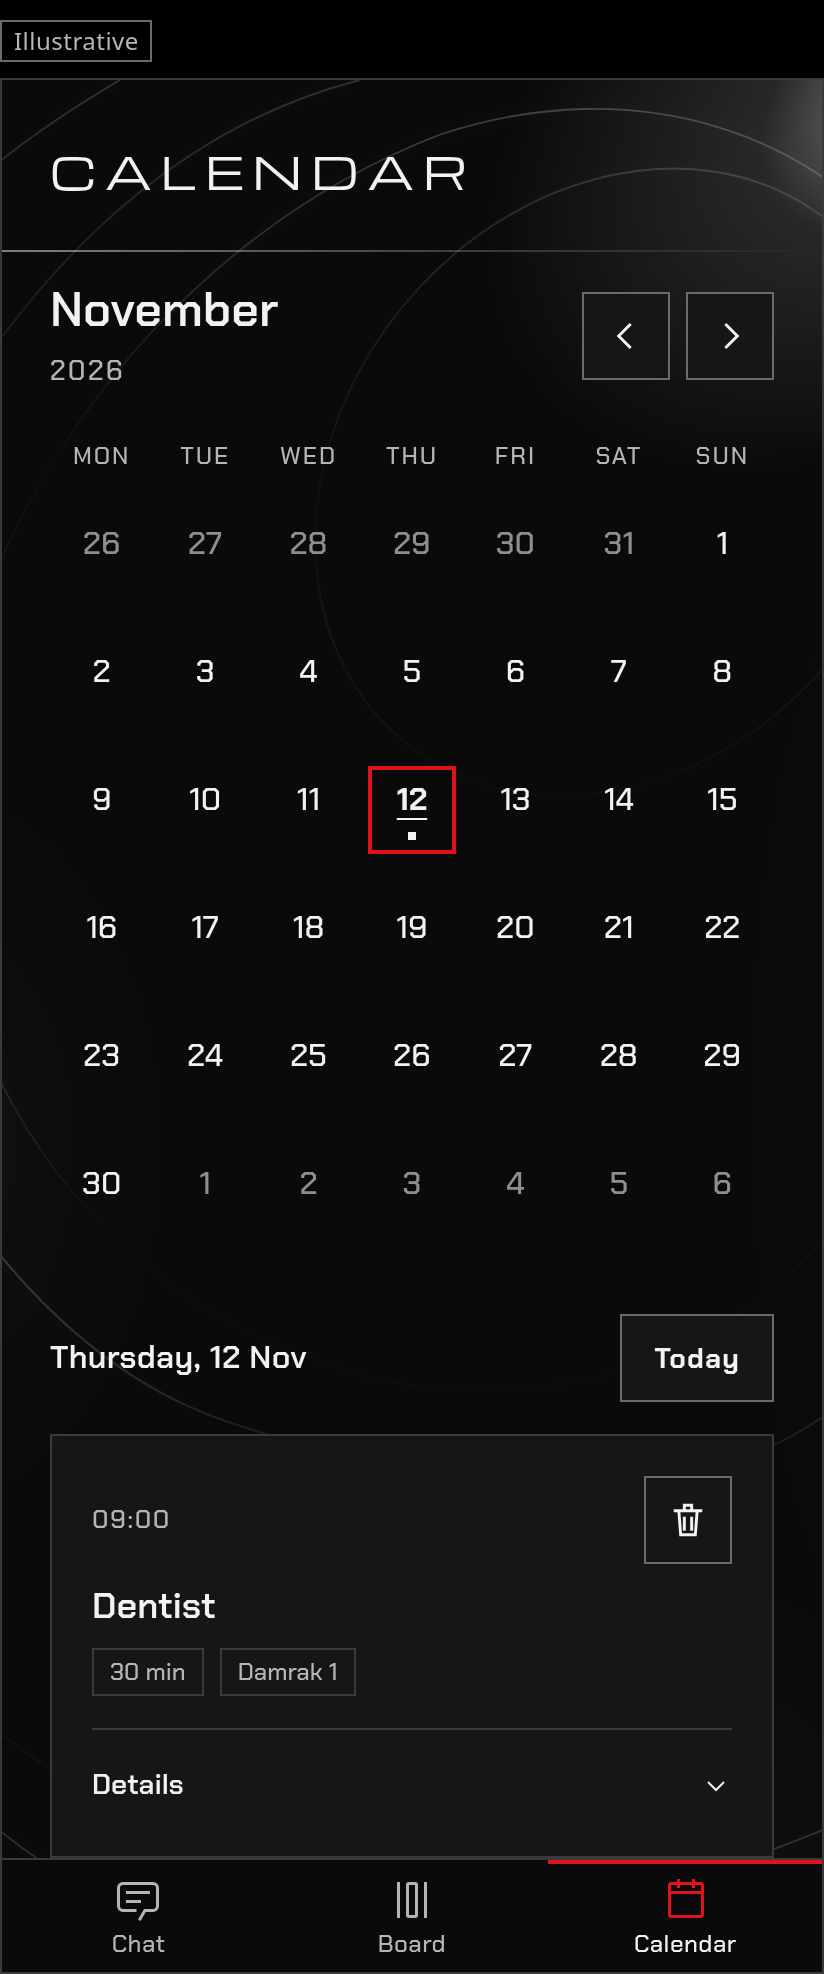 Illustrative
CALENDAR
November
2026
MON TUE WED THU FRI SAT SUN
26 27 28 29 30 31 1
2 3 4 5 6 7 8
9 10 11 12 13 14 15
16 17 18 19 20 21 22
23 24 25 26 27 28 29
30 1 2 3 4 5 6
Thursday, 12 Nov Today
09:00
Dentist
30 min Damrak 1
Details
Chat Board Calendar